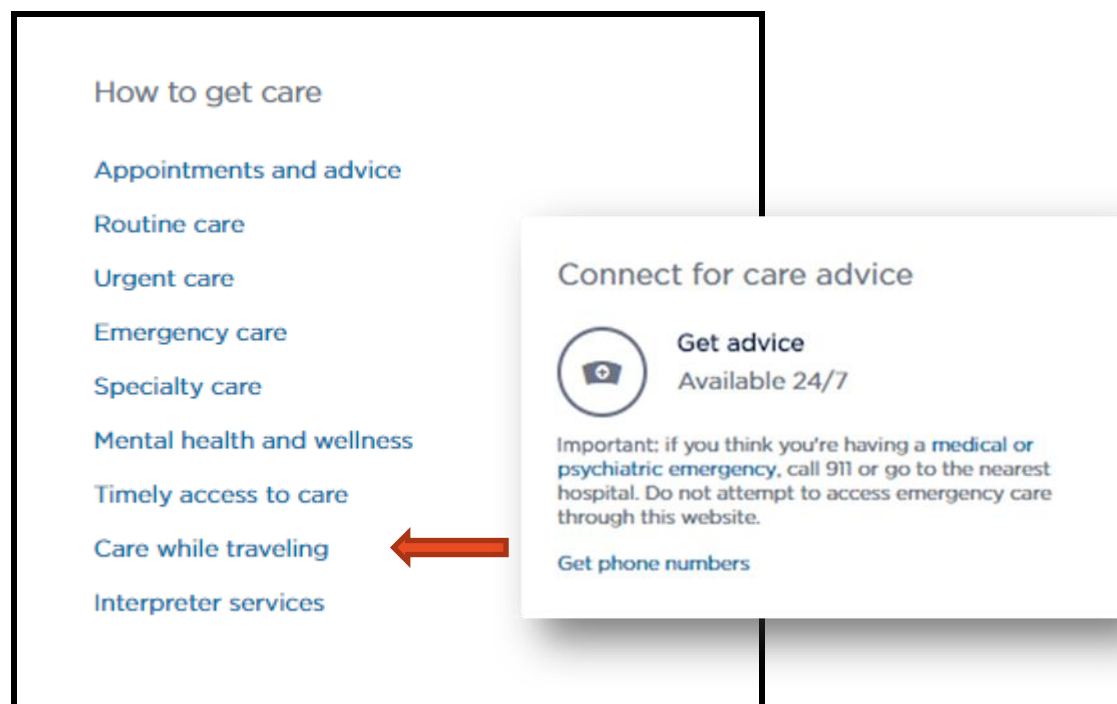 How to get care
Appointments and advice
Routine care
Urgent care
Emergency care
Specialty care
Mental health and wellness
Timely access to care
Care while traveling
Interpreter services
Connect for care advice
Get advice
Available 24/7
Important: if you think you're having a medical or
psychiatric emergency, call 911 or go to the nearest
hospital. Do not attempt to access emergency care
through this website.
Get phone numbers